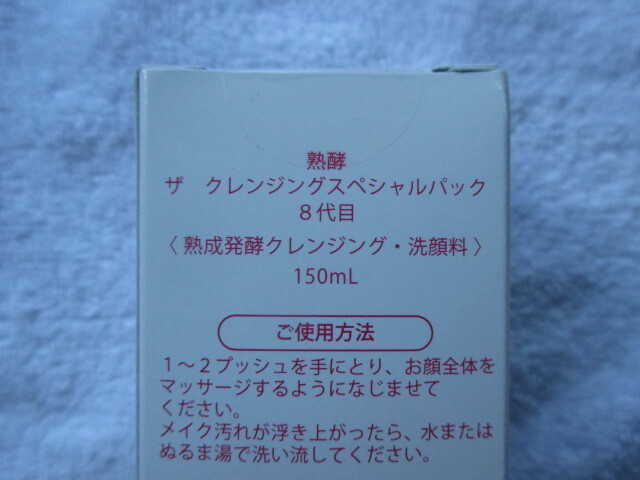 熟酵
ザ　クレンジングスペシャルパック
８代目
〈 熟成発酵クレンジング・洗顔料 〉
150mL
ご使用方法
１～２プッシュを手にとり、お顔全体を
マッサージするようになじませて
ください。
メイク汚れが浮き上がったら、水または
ぬるま湯で洗い流してください。